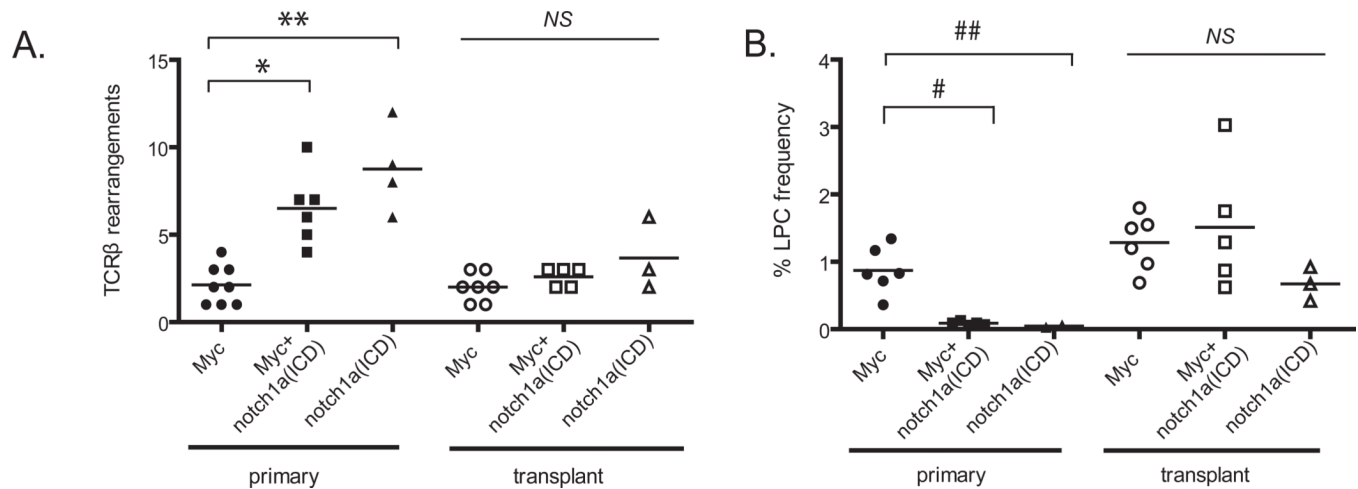 A.
**
*
NS
TCRβ rearrangements
15
10
5
0
Myc
Myc+
notch1a(ICD)
notch1a(ICD)
Myc
Myc+
notch1a(ICD)
notch1a(ICD)
primary
transplant
B.
##
#
NS
% LPC frequency
4
3
2
1
0
Myc
Myc+
notch1a(ICD)
notch1a(ICD)
Myc
Myc+
notch1a(ICD)
notch1a(ICD)
primary
transplant